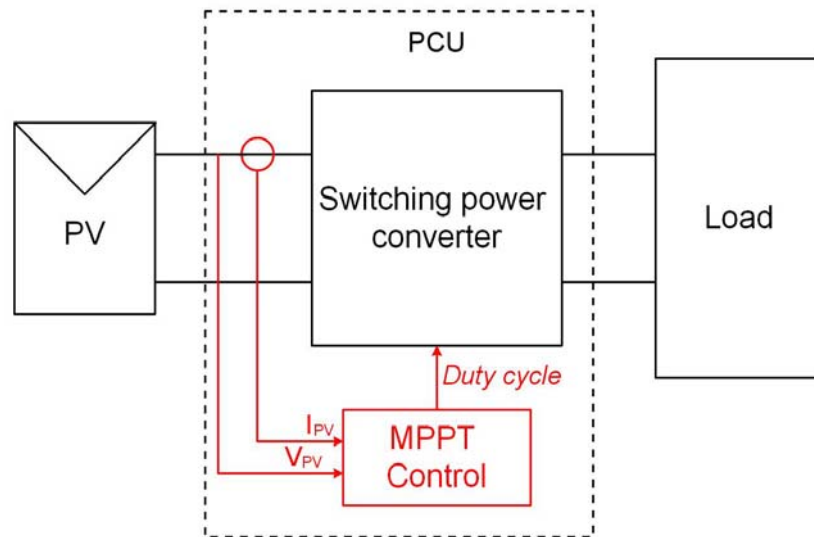 PCU
PV
Switching power
converter
Load
Duty cycle
IPV
VPV
MPPT
Control